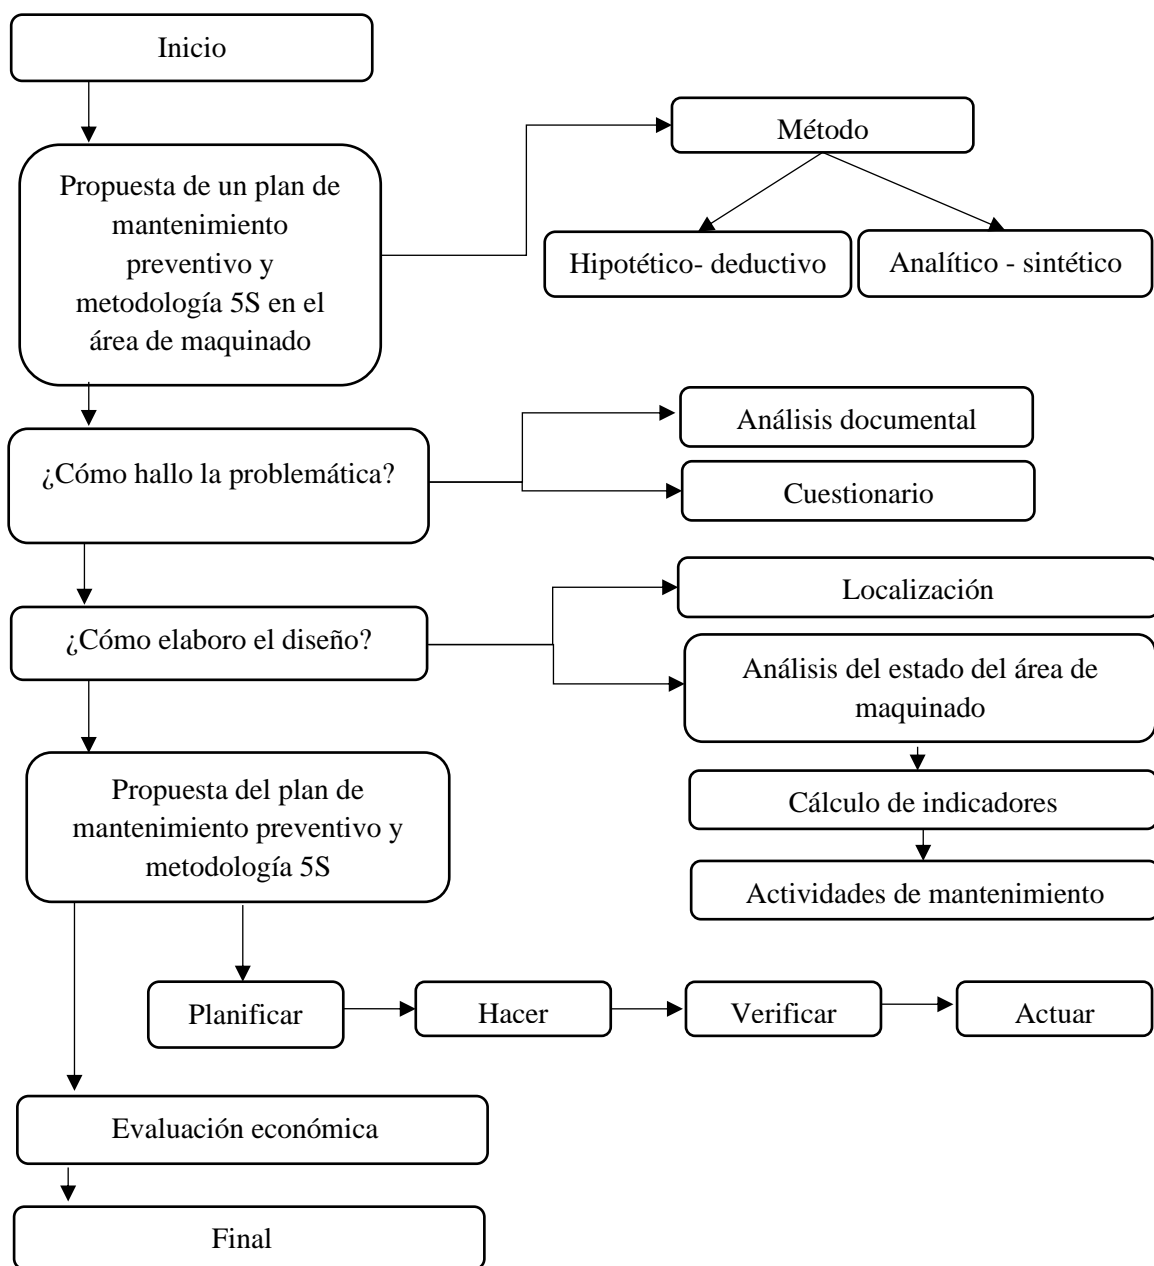 Inicio
Método
Propuesta de un plan de
mantenimiento
preventivo y
metodología 5S en el
área de maquinado
Hipotético- deductivo
Analítico - sintético
Análisis documental
¿Cómo hallo la problemática?
Cuestionario
Localización
¿Cómo elaboro el diseño?
Análisis del estado del área de
maquinado
Propuesta del plan de
mantenimiento preventivo y
metodología 5S
Cálculo de indicadores
Actividades de mantenimiento
Planificar
Hacer
Verificar
Actuar
Evaluación económica
Final